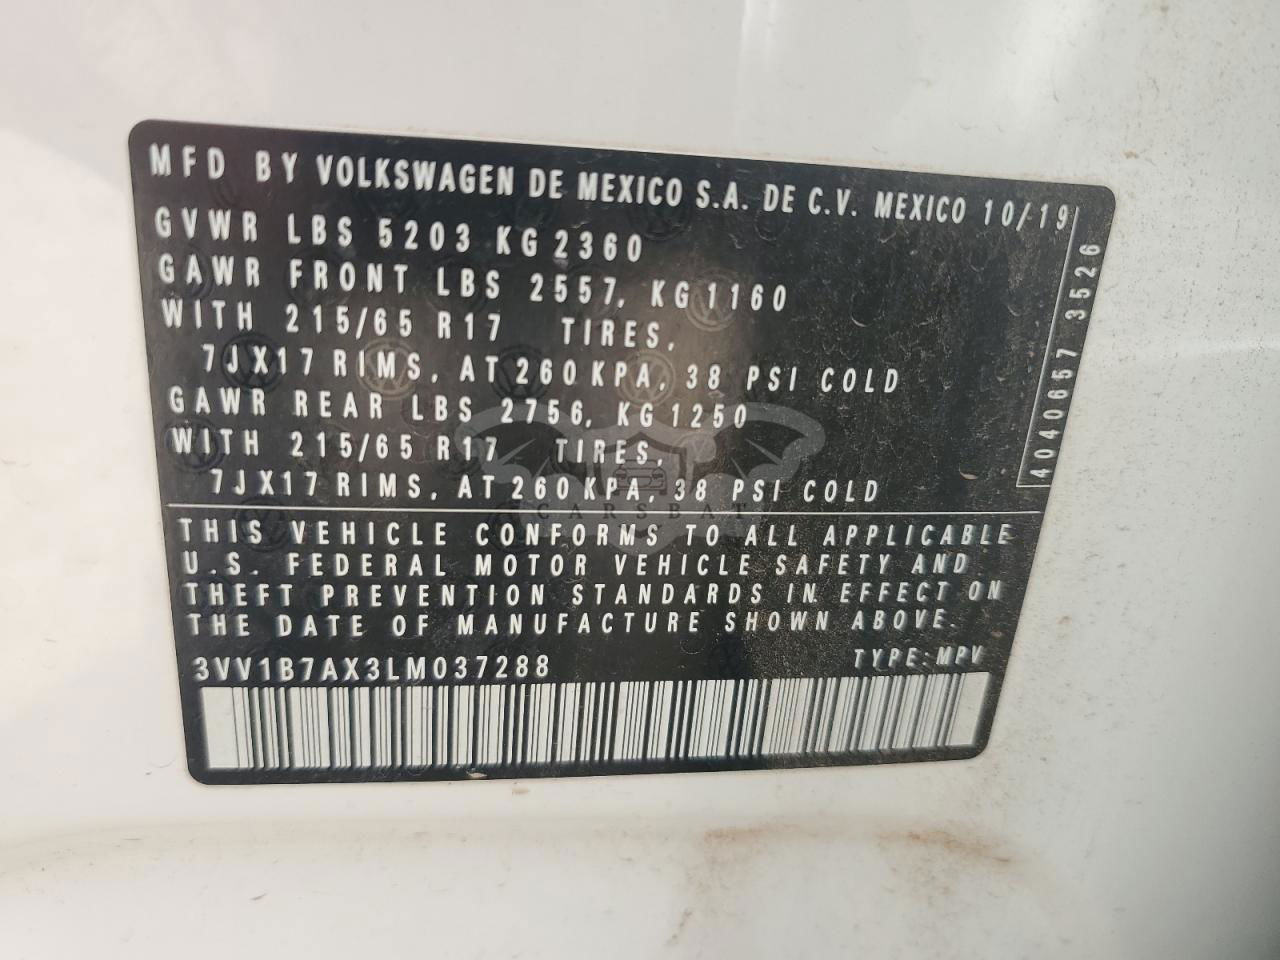 MFD BY VOLKSWAGEN DE MEXICO S.A. DE C.V. MEXICO 10/19
GVWR LBS 5203 KG 2360
GAWR FRONT LBS 2557, KG 1160
WITH 215/65 R17 TIRES,
7JX17 RIMS, AT 260 KPA, 38 PSI COLD
GAWR REAR LBS 2756, KG 1250
WITH 215/65 R17 TIRES,
7JX17 RIMS, AT 260 KPA, 38 PSI COLD
4040657 3526
CARSBAT
THIS VEHICLE CONFORMS TO ALL APPLICABLE
U.S. FEDERAL MOTOR VEHICLE SAFETY AND
THEFT PREVENTION STANDARDS IN EFFECT ON
THE DATE OF MANUFACTURE SHOWN ABOVE.
3VV1B7AX3LM037288 TYPE: MPV